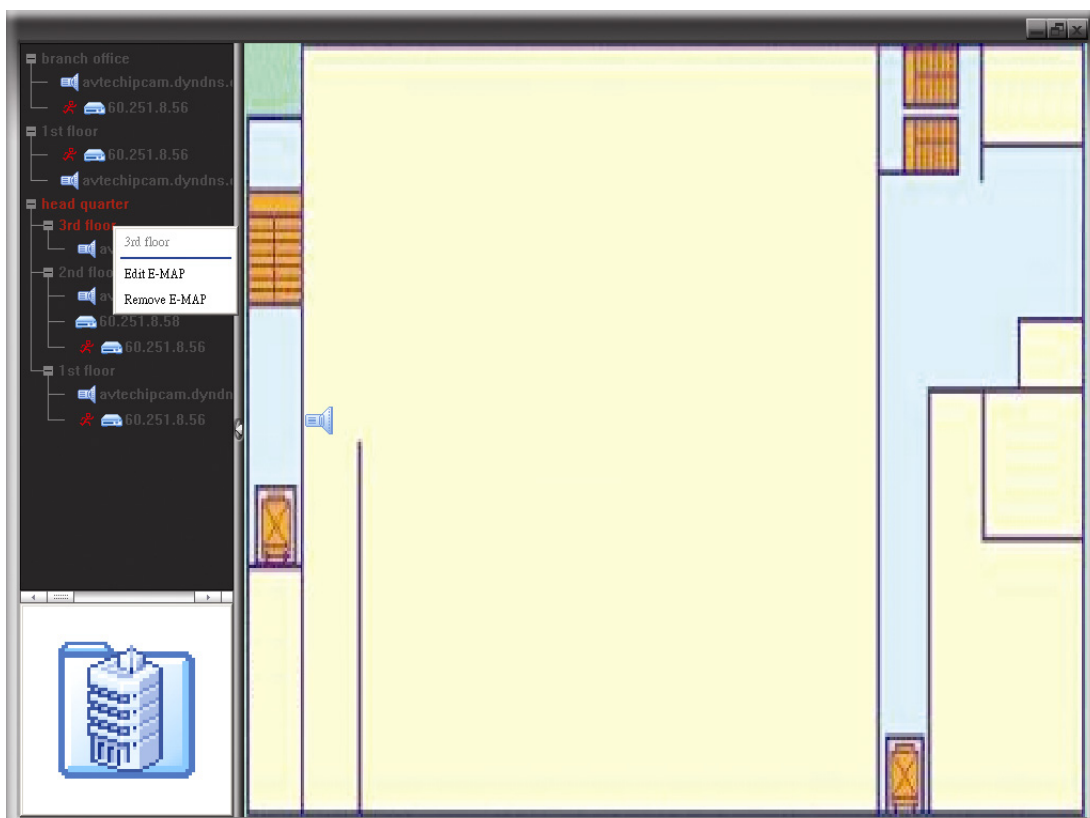 branch office
avtechipcam.dyndns.
60.251.8.56
1st floor
60.251.8.56
avtechipcam.dyndns.
head quarter
3rd floor
3rd floor
Edit E-MAP
2nd floo
Remove E-MAP
60.251.8.58
60.251.8.56
1st floor
avtechipcam.dyndn
60.251.8.56